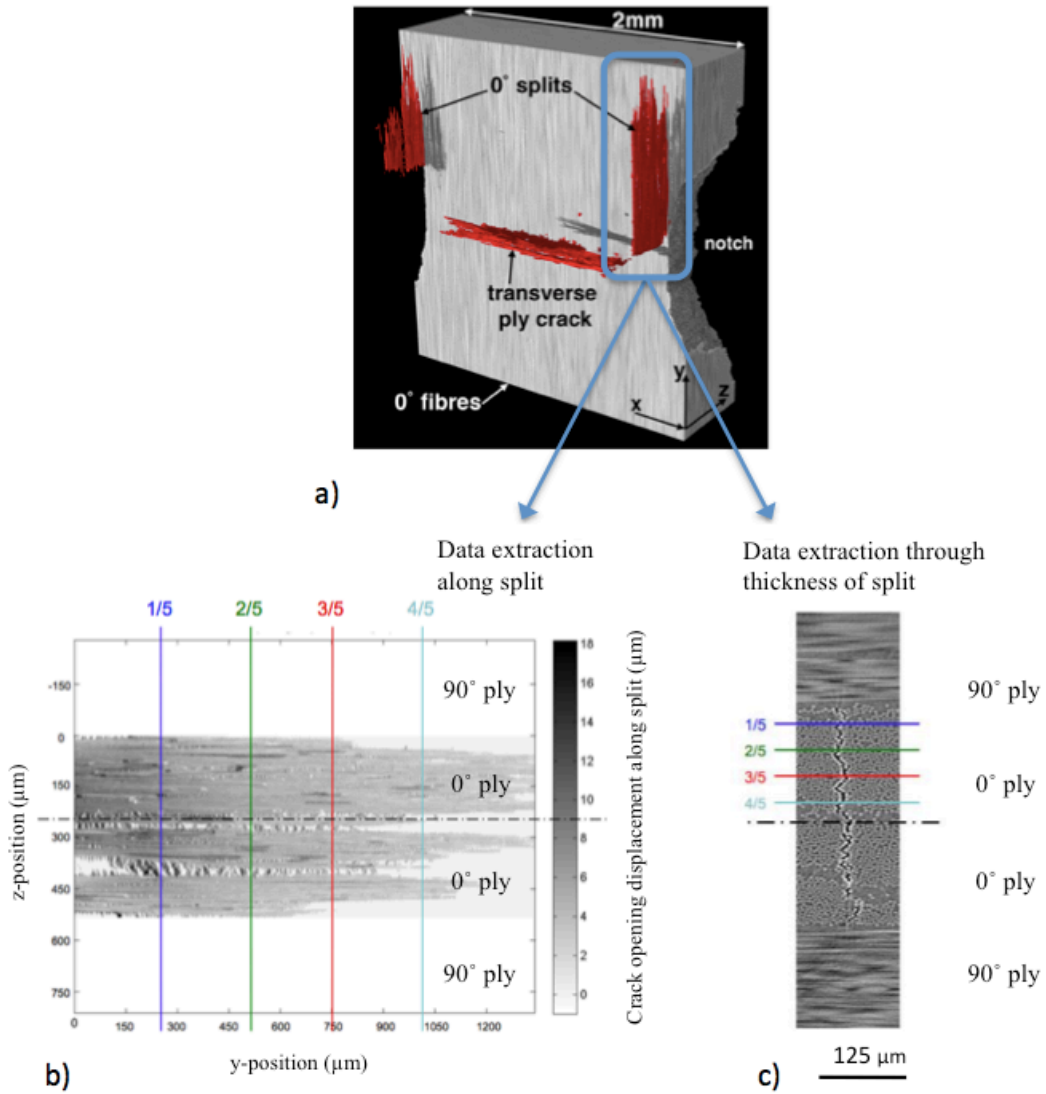 2mm
0° splits
notch
transverse
ply crack
0° fibres
x
y
z
a)
Data extraction
along split
Data extraction through
thickness of split
1/5
2/5
3/5
4/5
-150
0
150
300
450
600
750
z-position (µm)
0
150
300
450
600
750
900
1050
1200
y-position (µm)
90° ply
0° ply
0° ply
90° ply
18
16
14
12
10
8
6
4
2
0
Crack opening displacement along split (µm)
b)
1/5
2/5
3/5
4/5
90° ply
0° ply
0° ply
90° ply
125 µm
c)